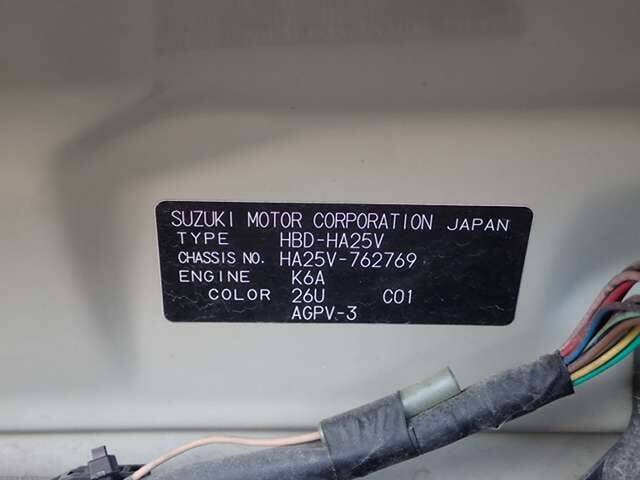 SUZUKI MOTOR CORPORATION JAPAN
TYPE HBD-HA25V
CHASSIS NO. HA25V-762769
ENGINE K6A
COLOR 26U C01
AGPV-3